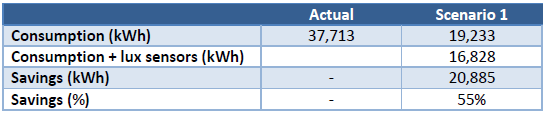 Actual Scenario 1
Consumption (kWh) 37,713 19,233
Consumption + lux sensors (kWh) 16,828
Savings (kWh) - 20,885
Savings (%) - 55%